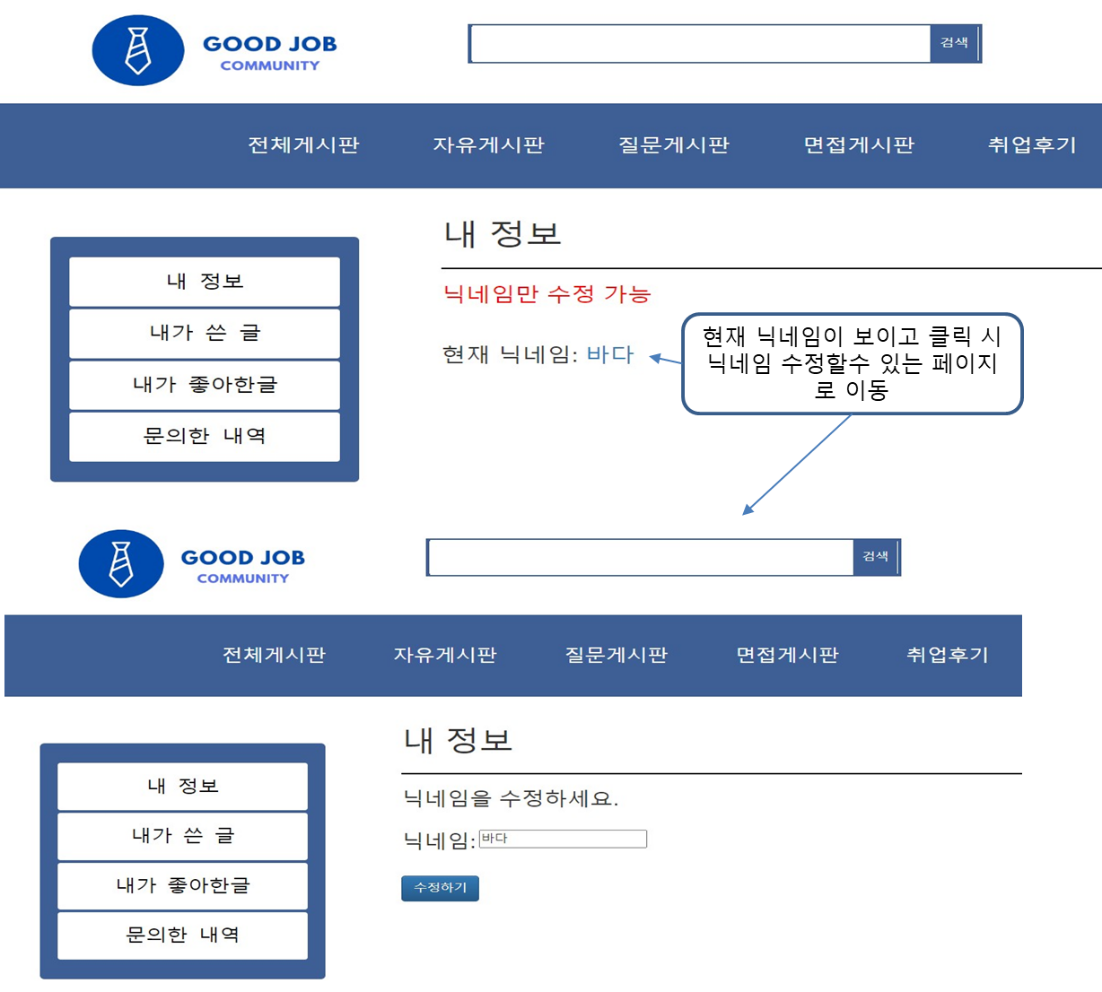 GOOD JOB
COMMUNITY
검색
전체게시판 자유게시판 질문게시판 면접게시판 취업후기
내 정보
내가 쓴 글
내가 좋아한글
문의한 내역
내 정보
닉네임만 수정 가능
현재 닉네임: 바다
현재 닉네임이 보이고 클릭 시
닉네임 수정할수 있는 페이지
로 이동
GOOD JOB
COMMUNITY
검색
전체게시판 자유게시판 질문게시판 면접게시판 취업후기
내 정보
내가 쓴 글
내가 좋아한글
문의한 내역
내 정보
닉네임을 수정하세요.
닉네임: 바다
수정하기